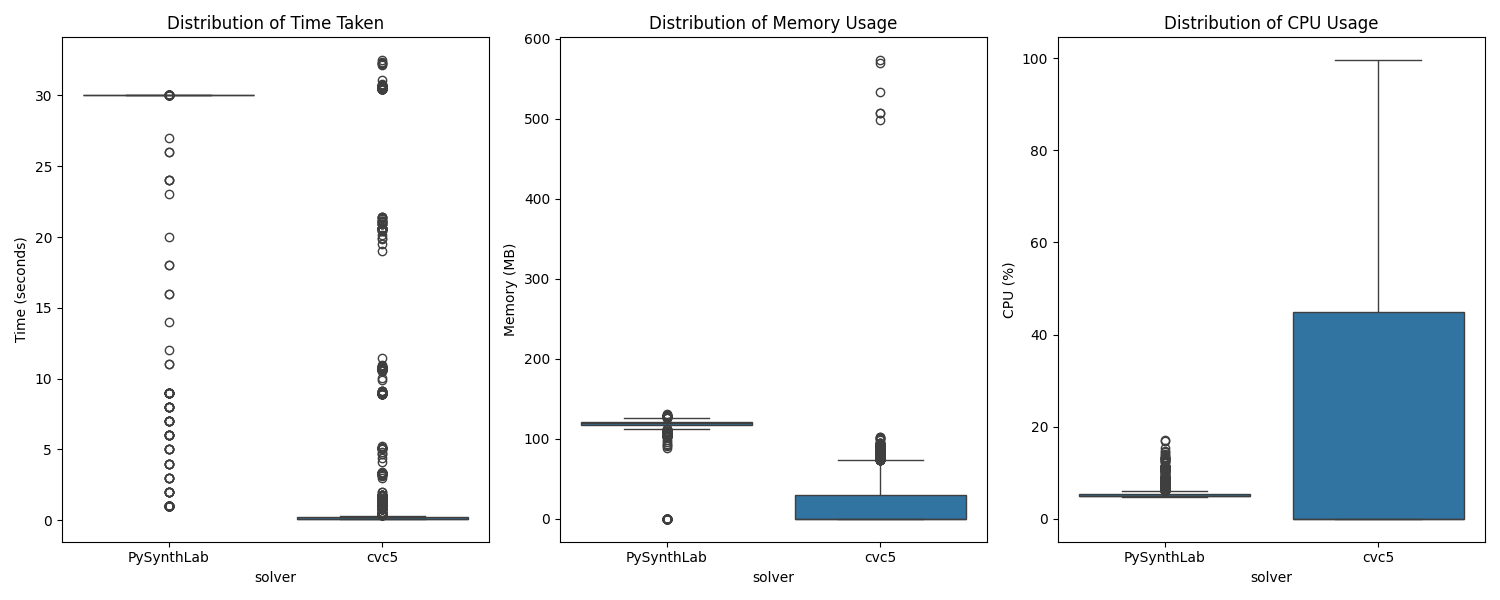 Distribution of Time Taken
Time (seconds)
30
25
20
15
10
5
0
PySynthLab
cvc5
solver
Distribution of Memory Usage
Memory (MB)
600
500
400
300
200
100
0
PySynthLab
cvc5
solver
Distribution of CPU Usage
CPU (%)
100
80
60
40
20
0
PySynthLab
cvc5
solver